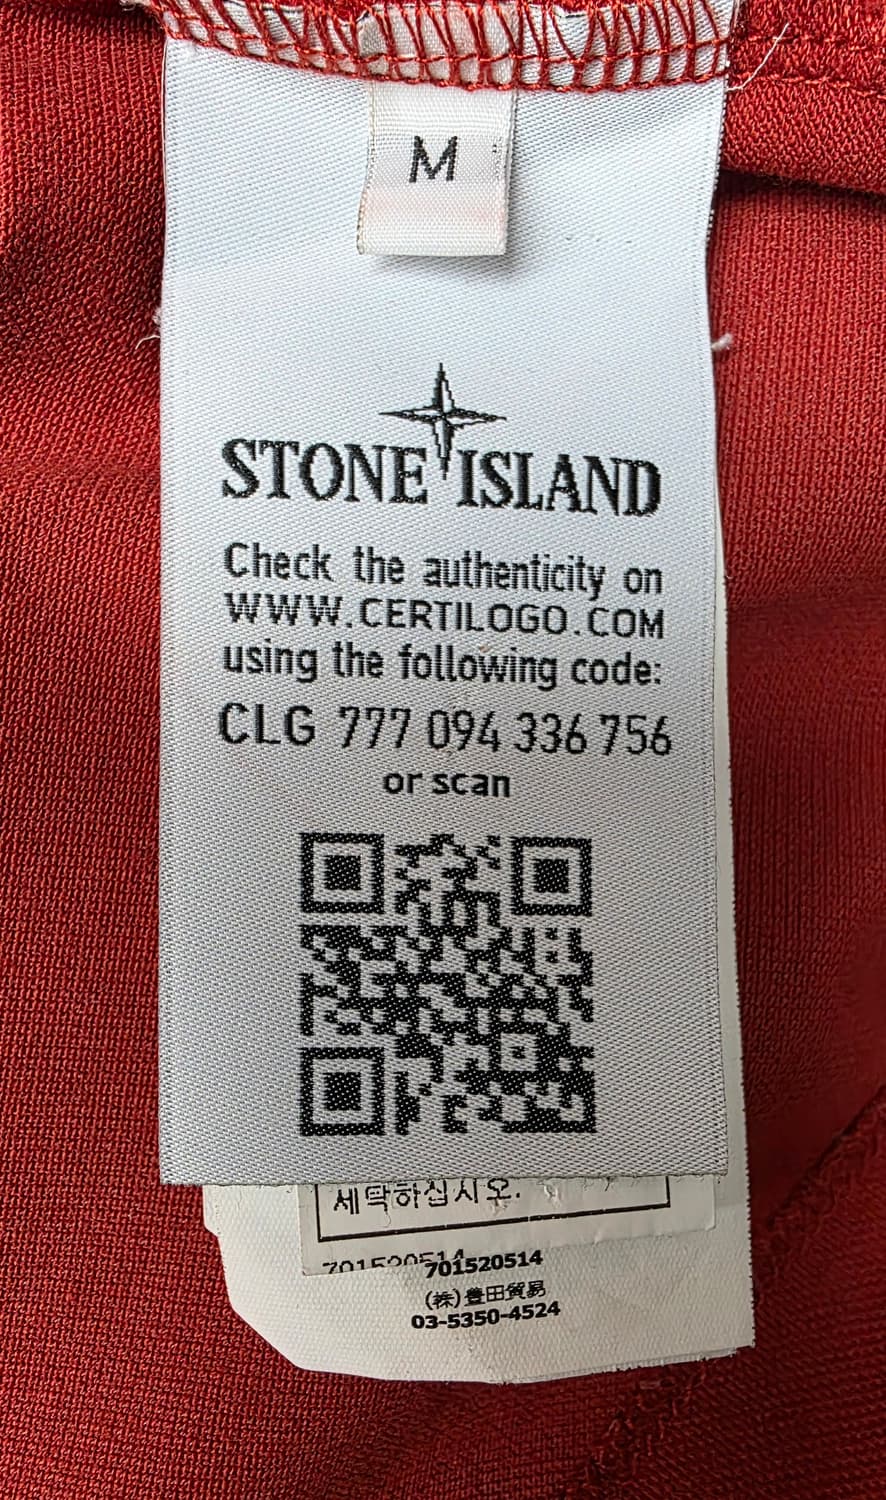 M
STONE ISLAND
Check the authenticity on
WWW.CERTILOGO.COM
using the following code:
CLG 777 094 336 756
or scan
세탁하십시오.
701520514
701520514
(株)豊田貿易
03-5350-4524